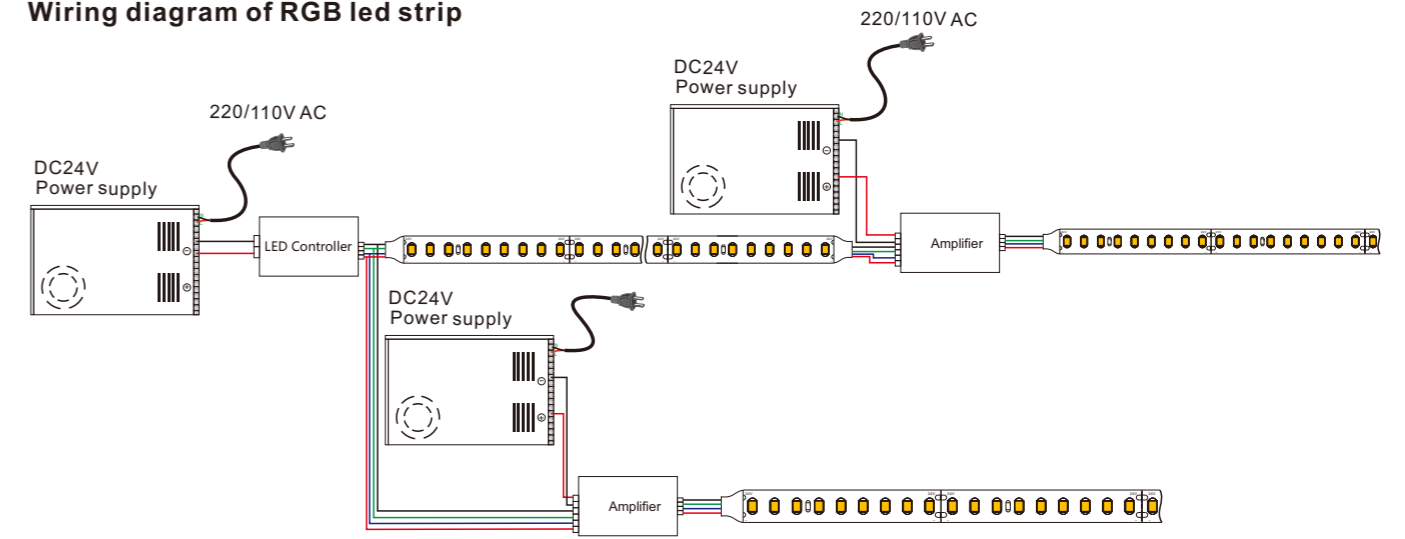 Wiring diagram of RGB led strip
220/110V AC
DC24V
Power supply
220/110V AC
DC24V
Power supply
LED Controller
Amplifier
DC24V
Power supply
Amplifier